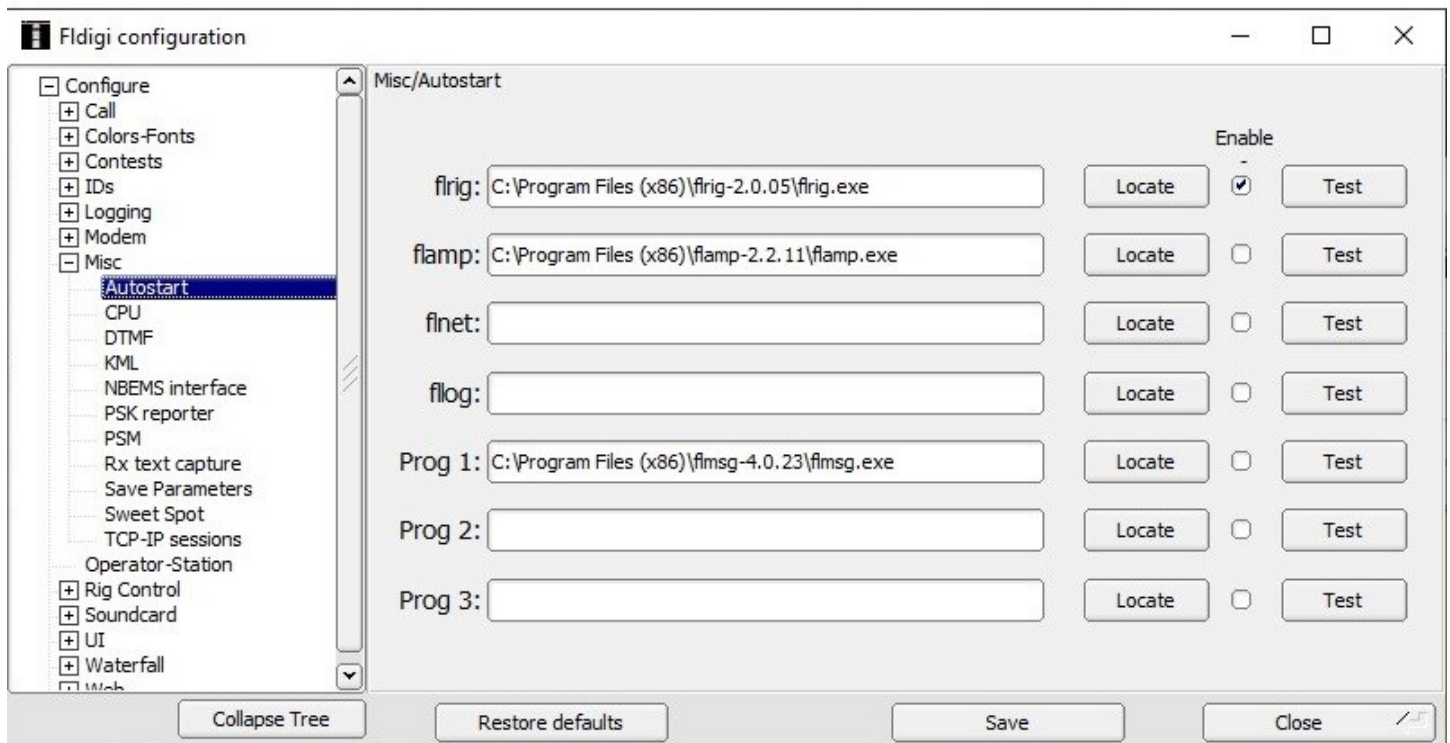 Fldigi configuration
Configure
Call
Colors-Fonts
Contests
IDs
Logging
Modem
Misc
Autostart
CPU
DTMF
KML
NBEMS interface
PSK reporter
PSM
Rx text capture
Save Parameters
Sweet Spot
TCP-IP sessions
Operator-Station
Rig Control
Soundcard
UI
Waterfall
Web
Collapse Tree
Misc/Autostart
Enable
-
flrig: C:\Program Files (x86)\flrig-2.0.05\flrig.exe Locate Test
flamp: C:\Program Files (x86)\flamp-2.2.11\flamp.exe Locate Test
flnet: Locate Test
fllog: Locate Test
Prog 1: C:\Program Files (x86)\flmsg-4.0.23\flmsg.exe Locate Test
Prog 2: Locate Test
Prog 3: Locate Test
Restore defaults Save Close